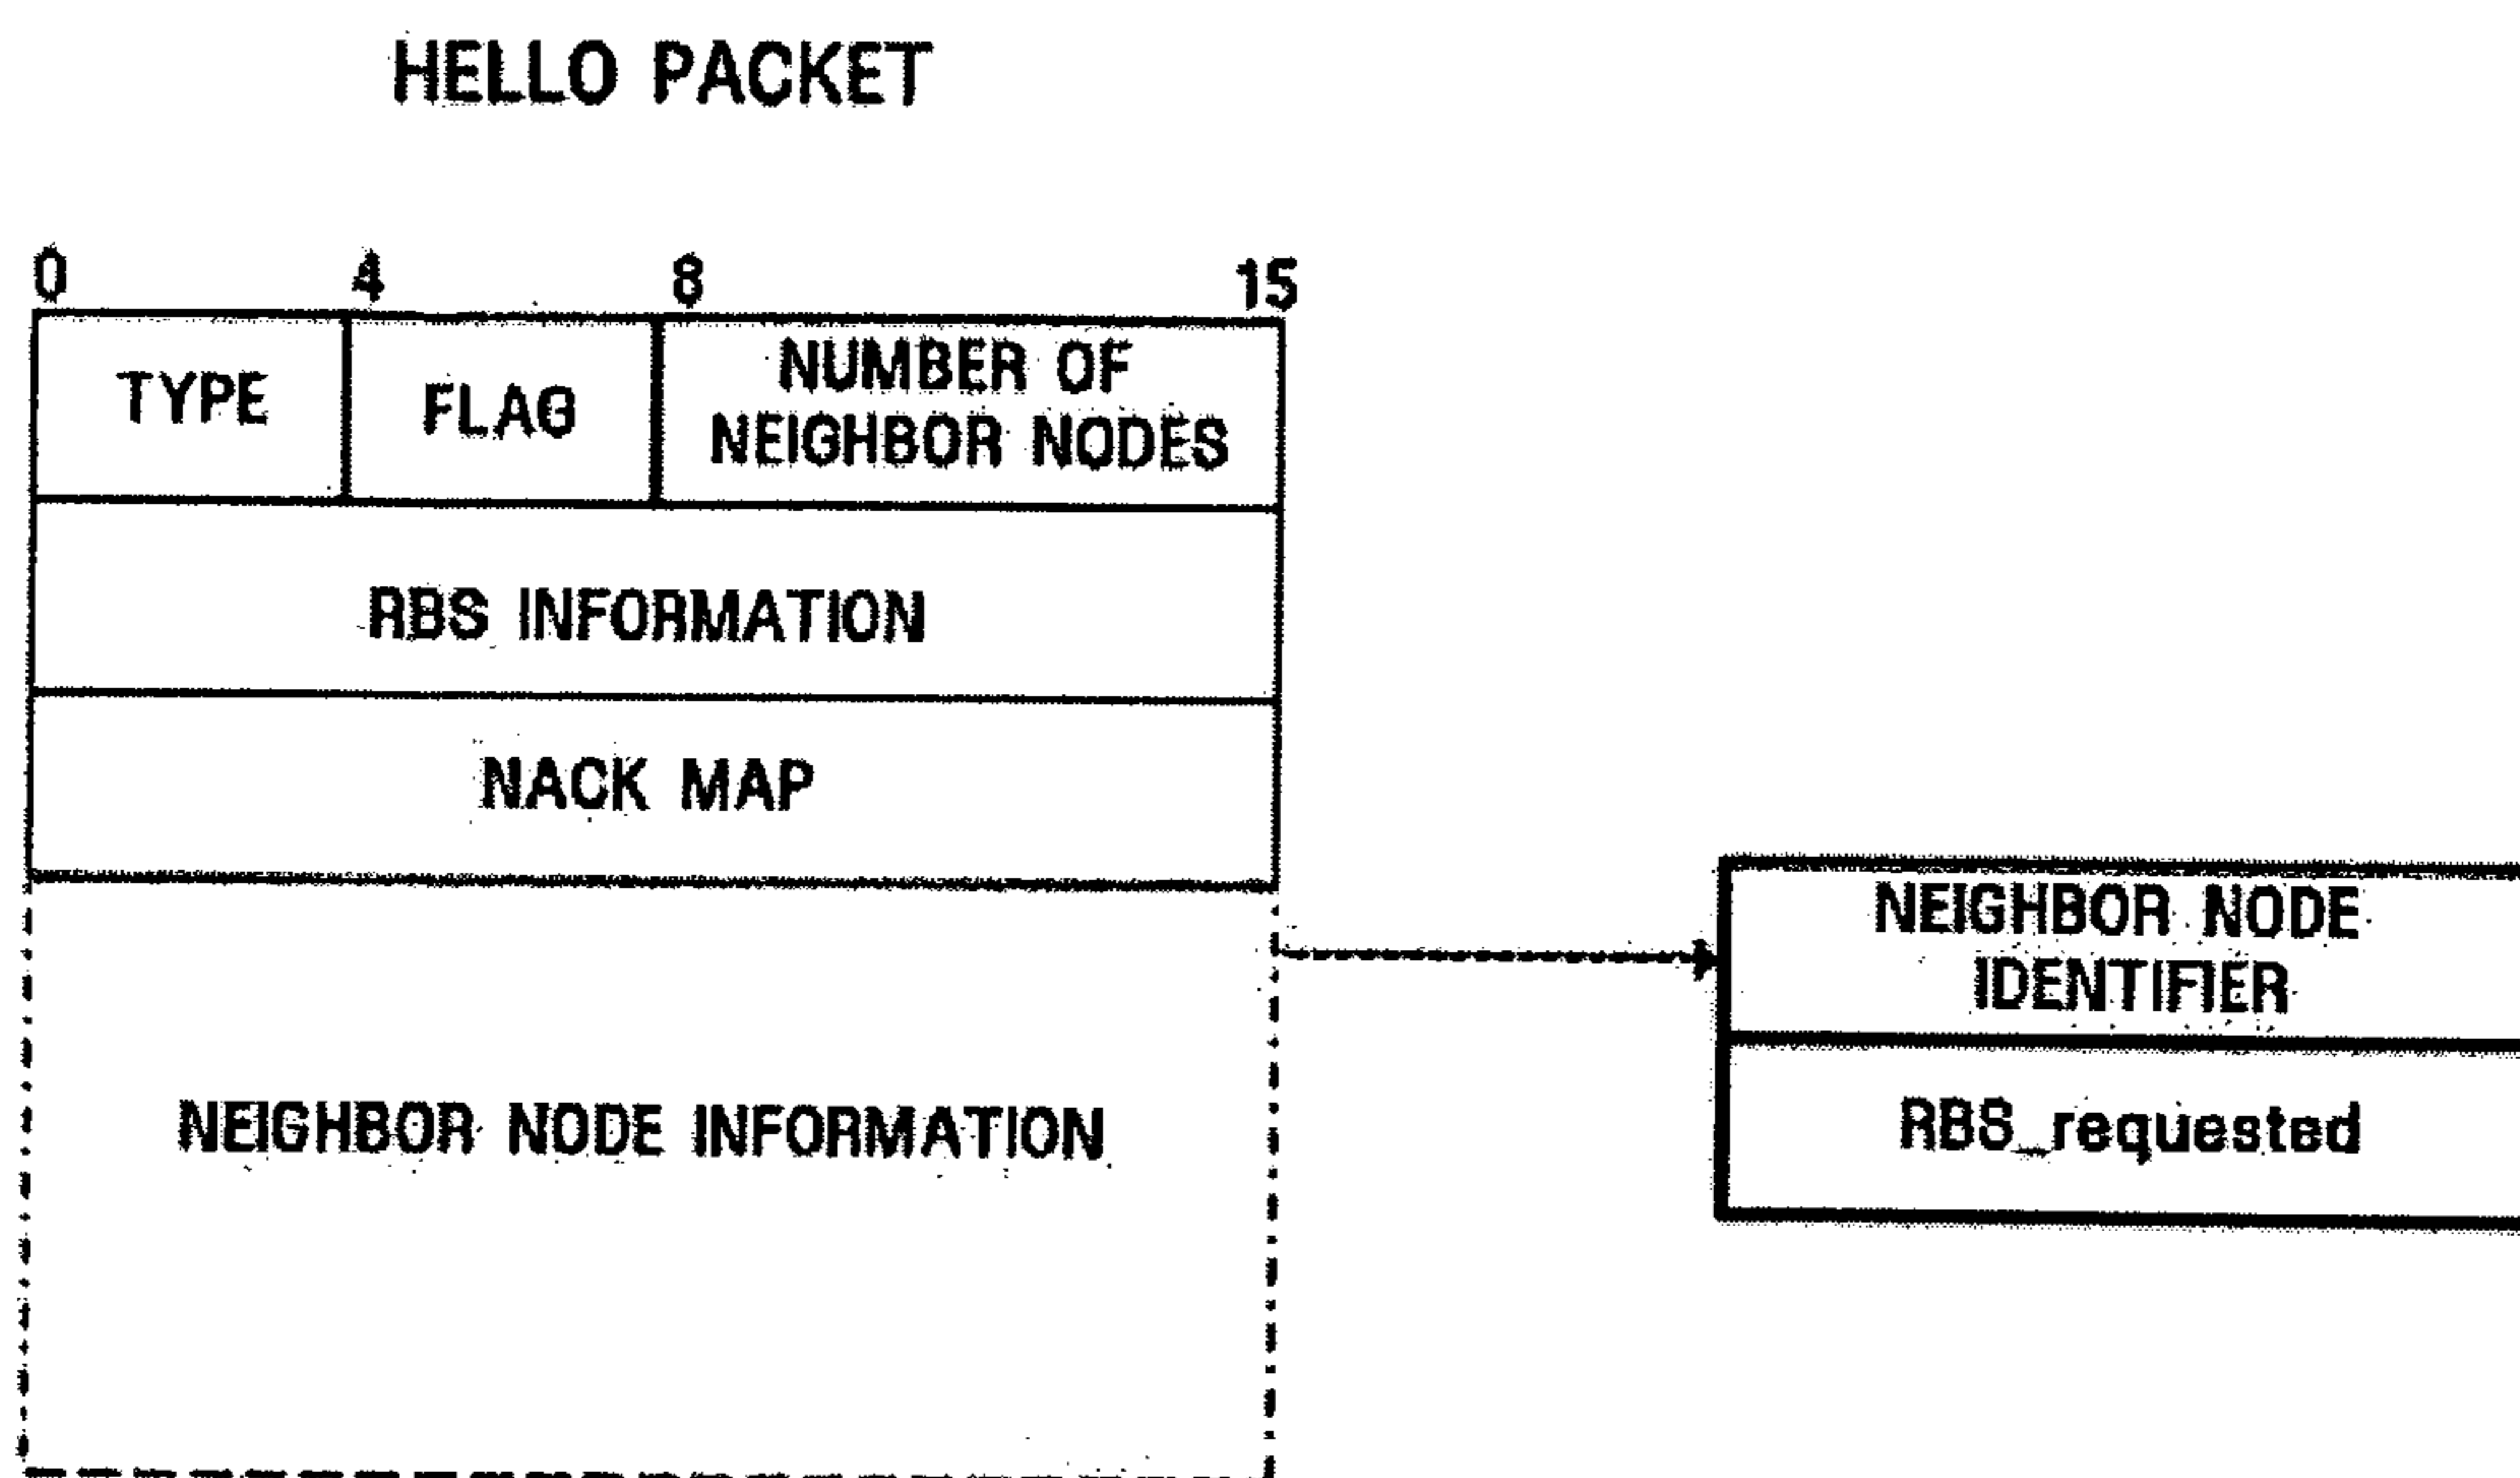 HELLO PACKET
0 4 8 15
TYPE
FLAG
NUMBER OF
NEIGHBOR NODES
RBS INFORMATION
NACK MAP
NEIGHBOR NODE
IDENTIFIER
RBS_requested
NEIGHBOR NODE INFORMATION